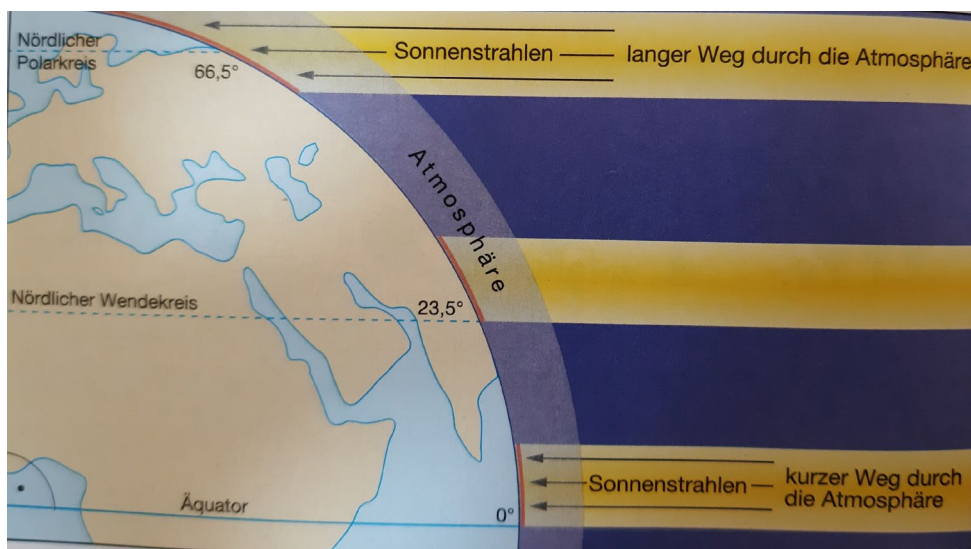 Nördlicher
Polarkreis
66,5°
Sonnenstrahlen
langer Weg durch die Atmosphäre
Atmosphäre
Nördlicher Wendekreis
23,5°
Sonnenstrahlen
kurzer Weg durch
die Atmosphäre
Äquator
0°